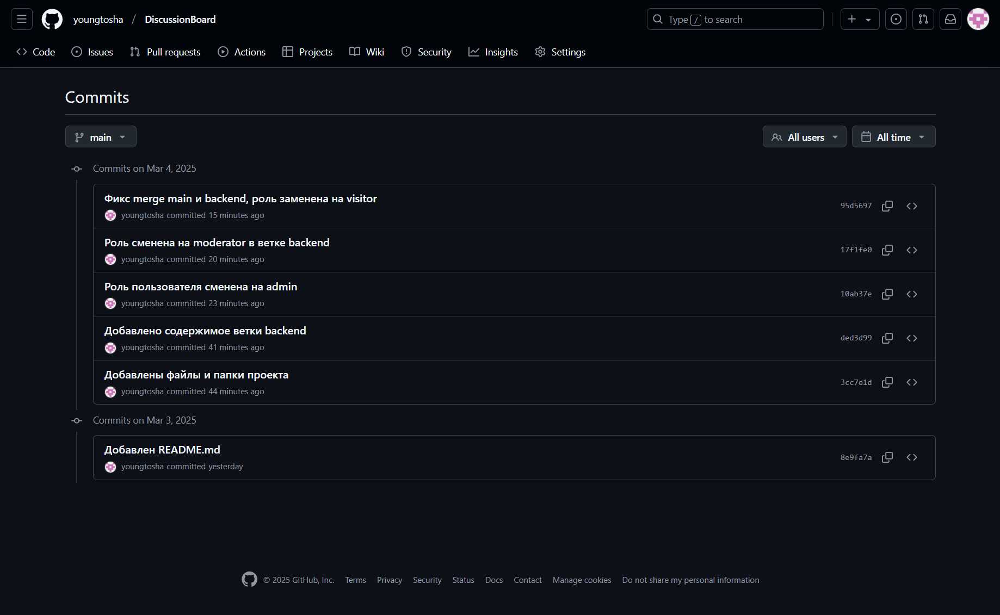 youngtosha / DiscussionBoard
Type / to search
Code Issues Pull requests Actions Projects Wiki Security Insights Settings
Commits
main
All users All time
Commits on Mar 4, 2025
Фикс merge main и backend, роль заменена на visitor
youngtosha committed 15 minutes ago
95d5697
Роль сменена на moderator в ветке backend
youngtosha committed 20 minutes ago
17f1fe0
Роль пользователя сменена на admin
youngtosha committed 23 minutes ago
10ab37e
Добавлено содержимое ветки backend
youngtosha committed 41 minutes ago
ded3d99
Добавлены файлы и папки проекта
youngtosha committed 44 minutes ago
3cc7e1d
Commits on Mar 3, 2025
Добавлен README.md
youngtosha committed yesterday
8e9fa7a
© 2025 GitHub, Inc. Terms Privacy Security Status Docs Contact Manage cookies Do not share my personal information